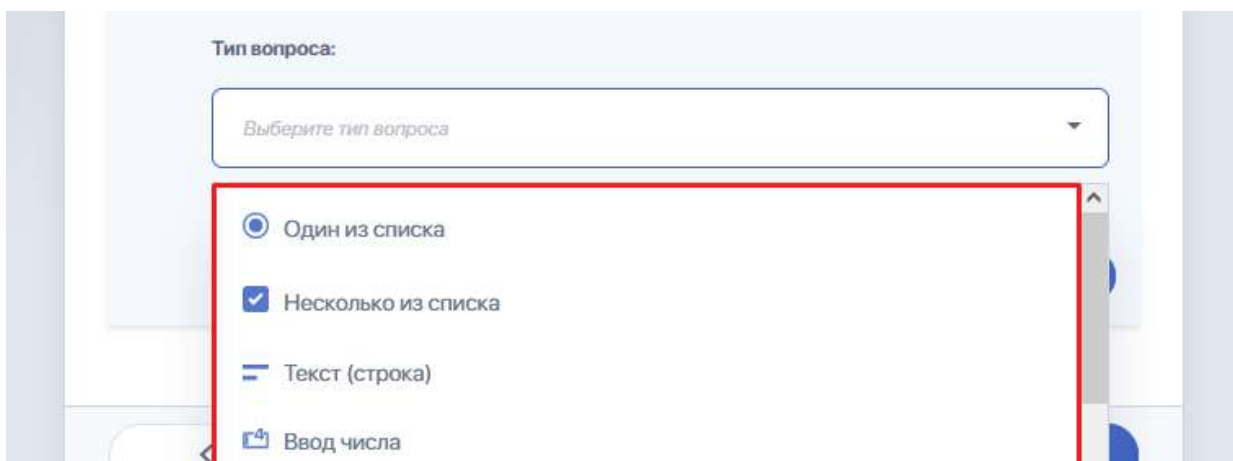 Тип вопроса:
Выберите тип вопроса
Один из списка
Несколько из списка
Текст (строка)
Ввод числа